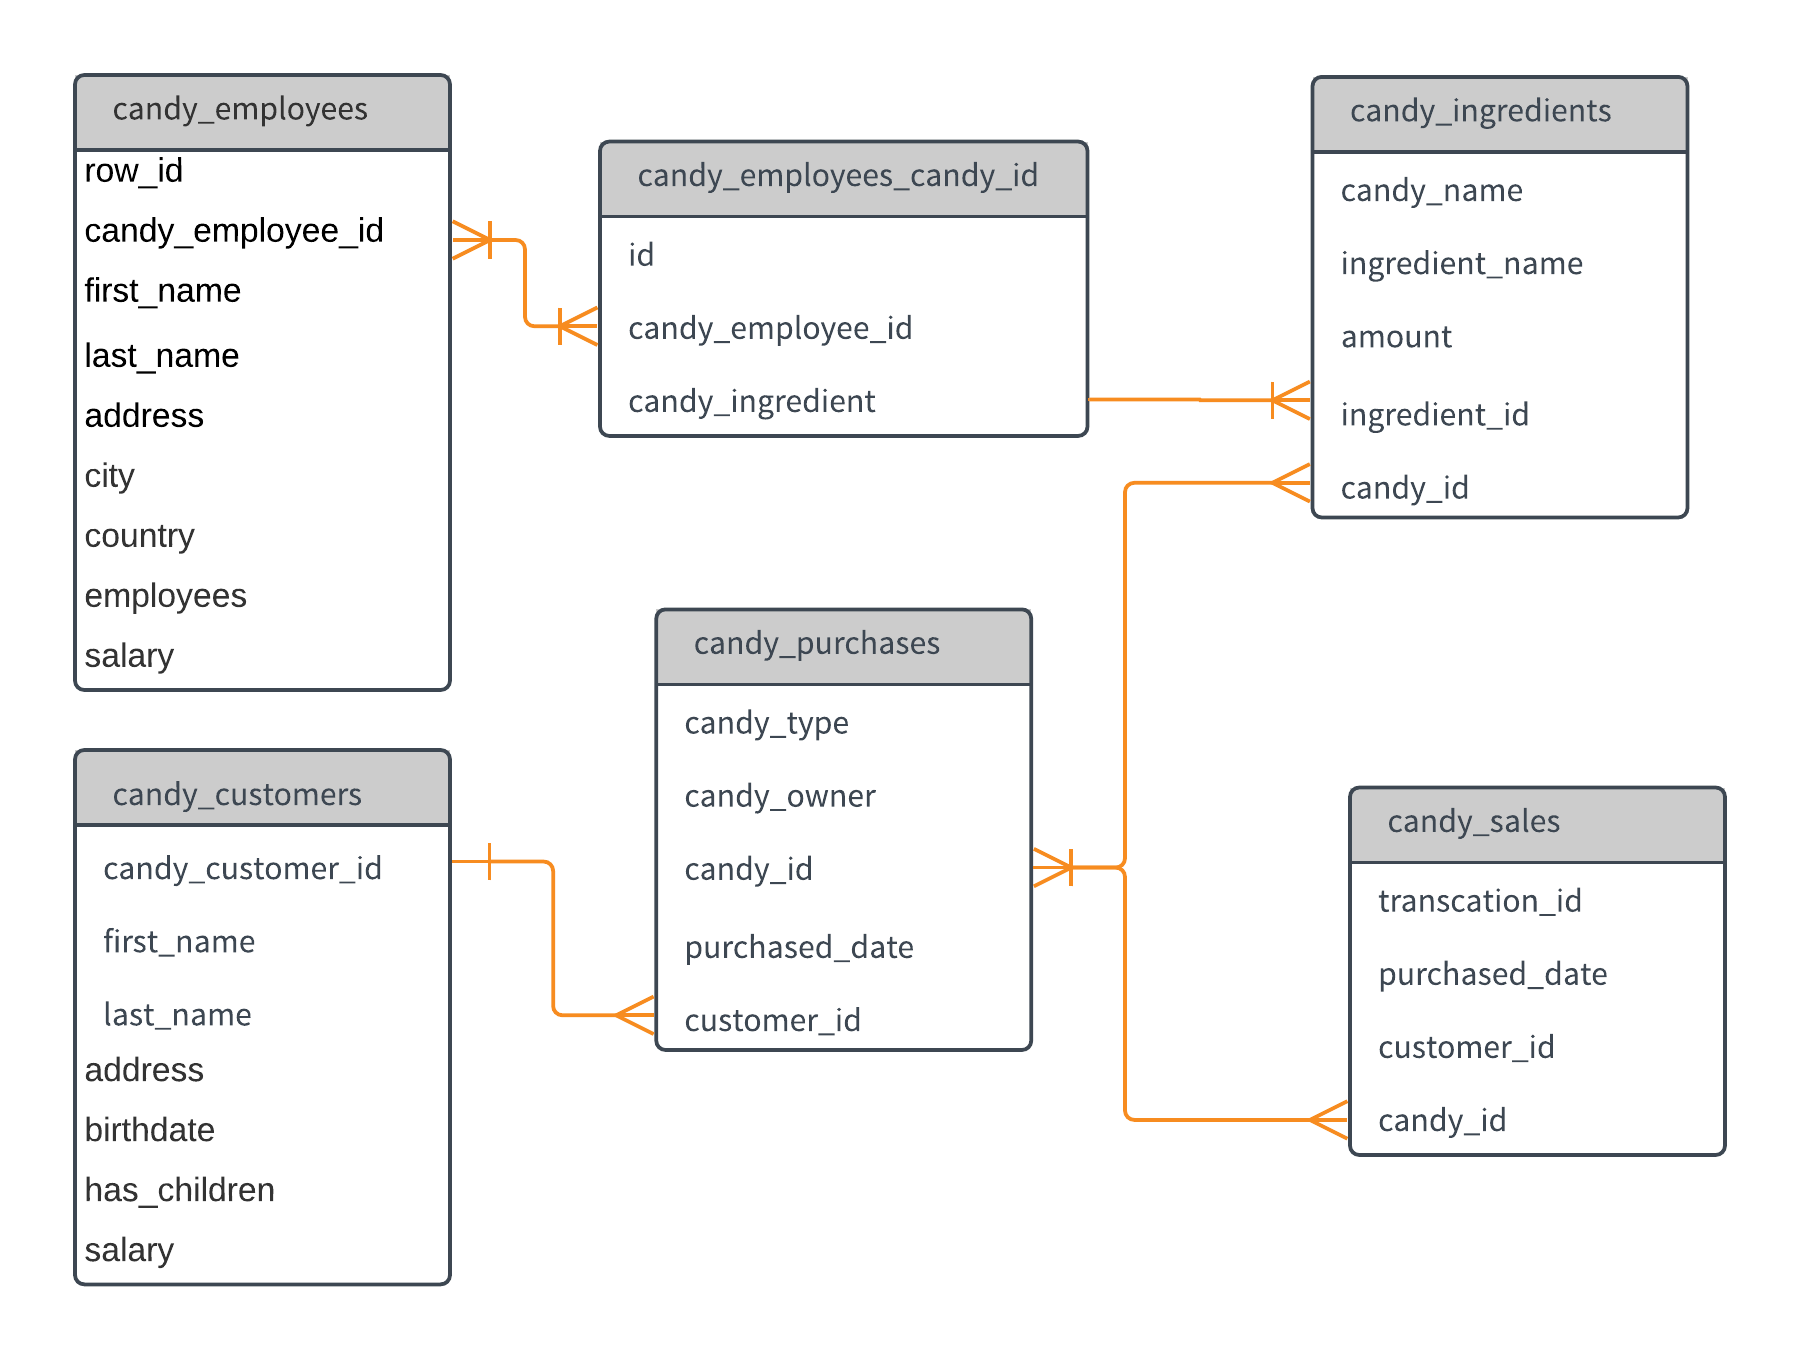 candy_employees
row_id
candy_employee_id
first_name
last_name
address
city
country
employees
salary
candy_employees_candy_id
id
candy_employee_id
candy_ingredient
candy_ingredients
candy_name
ingredient_name
amount
ingredient_id
candy_id
candy_customers
candy_customer_id
first_name
last_name
address
birthdate
has_children
salary
candy_purchases
candy_type
candy_owner
candy_id
purchased_date
customer_id
candy_sales
transcation_id
purchased_date
customer_id
candy_id